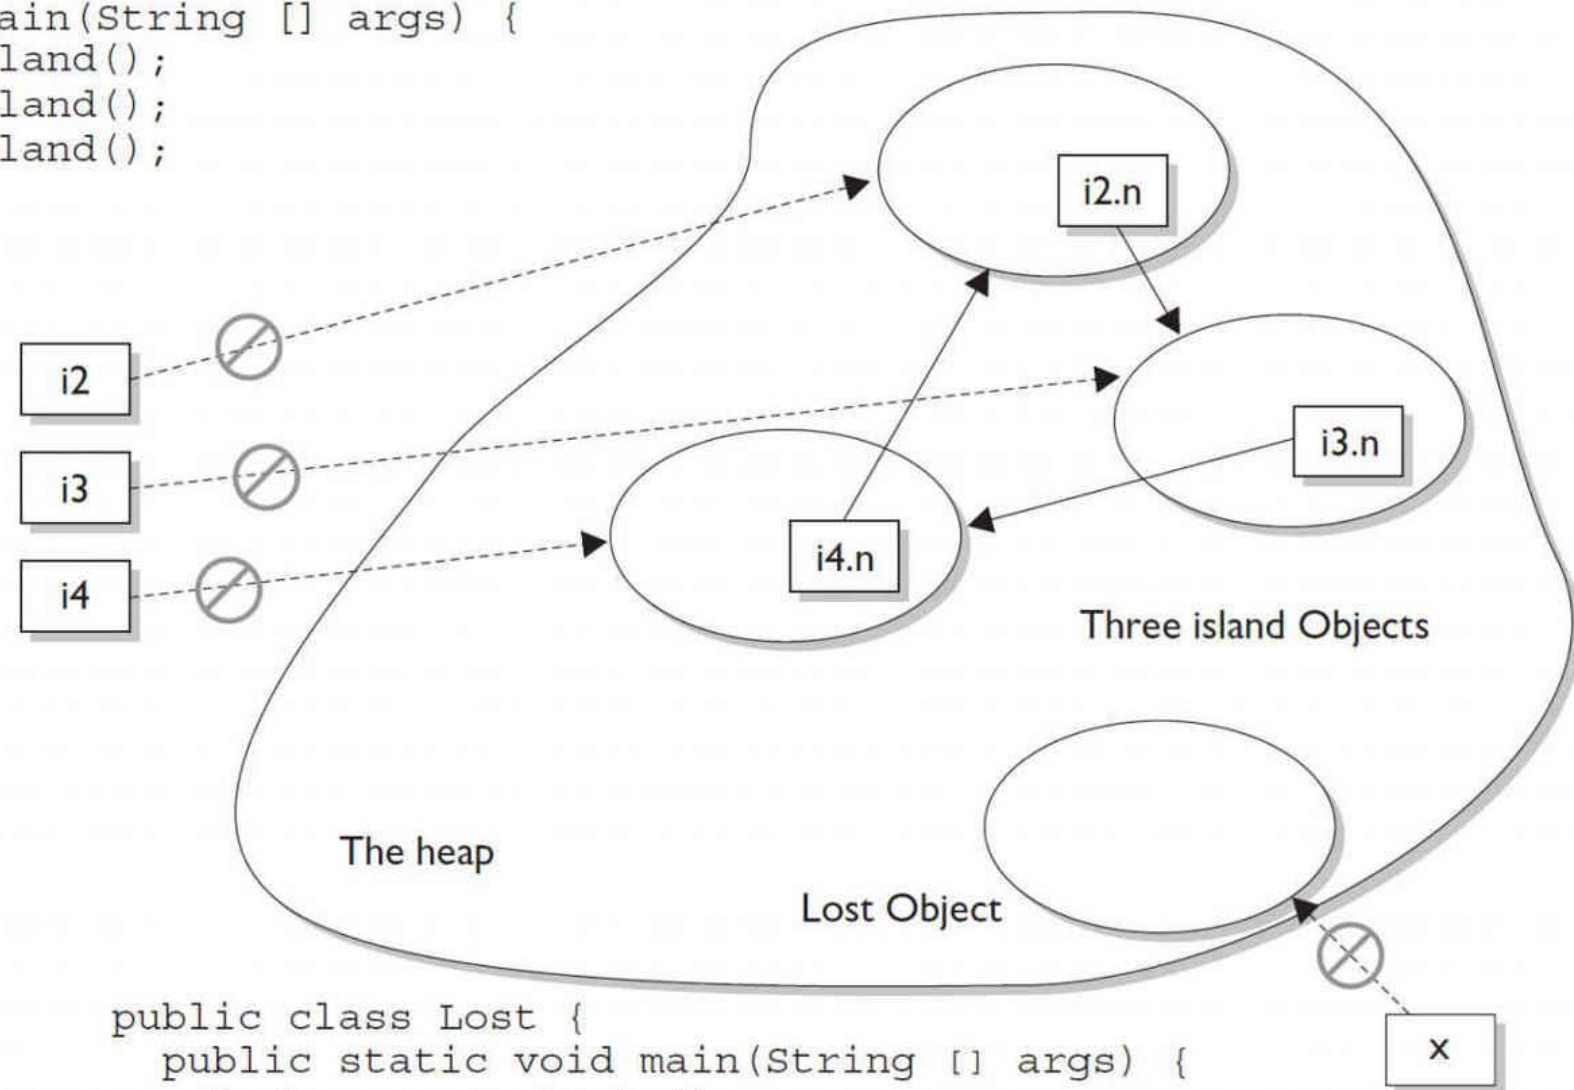 ain(String [] args) {
land();
land();
land();
i2.n
i2
i3
i3.n
i4
i4.n
Three island Objects
The heap
Lost Object
public class Lost {
public static void main(String [] args) {
x